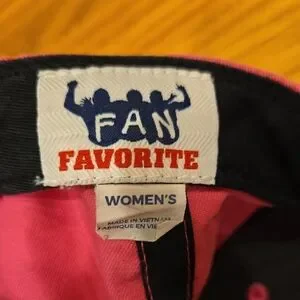 FAN
FAVORITE
WOMEN'S
MADE IN VIETNAM
FABRIQUE EN VIE